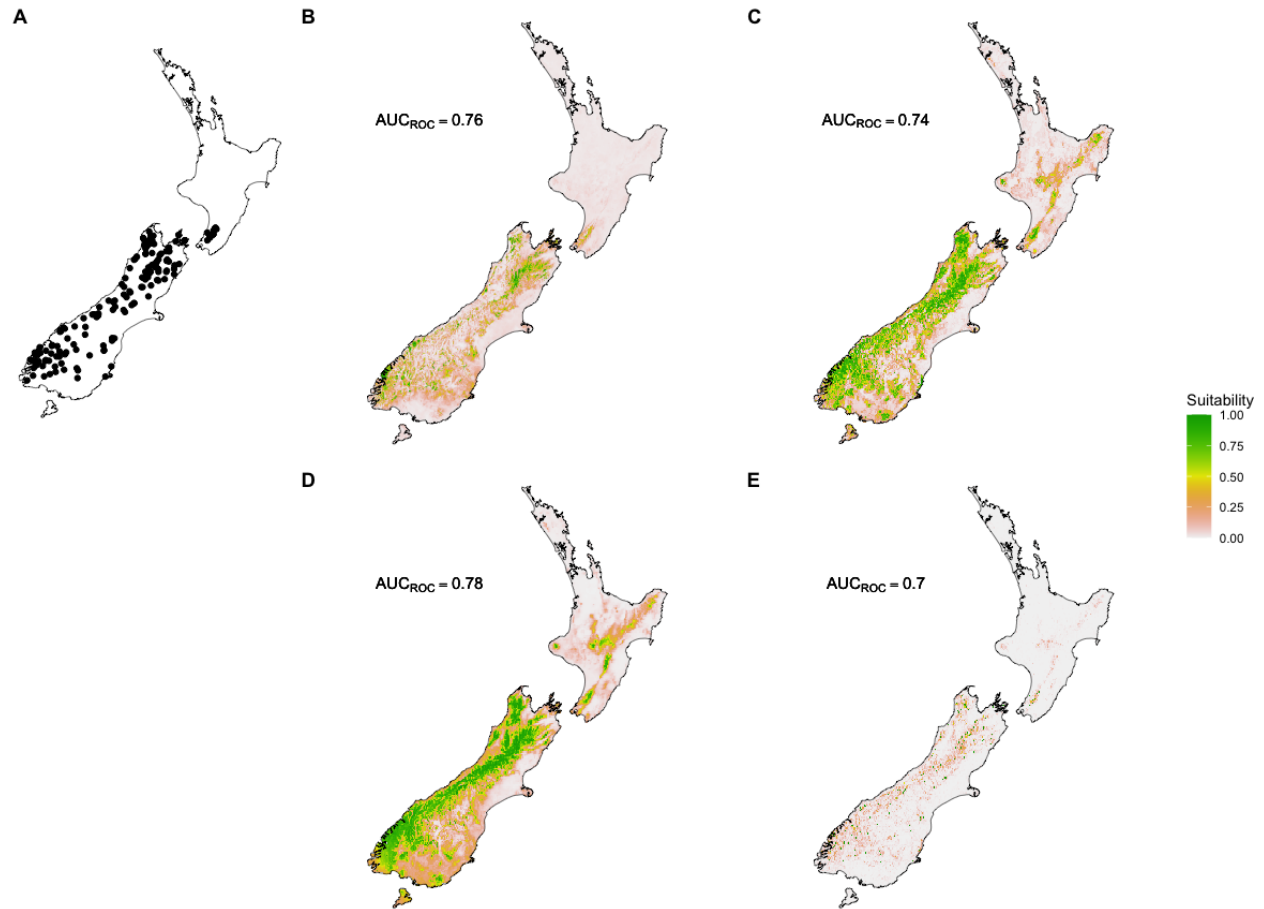 A
B
C
AUCROC = 0.76
AUCROC = 0.74
Suitability
1.00
0.75
0.50
0.25
0.00
D
E
AUCROC = 0.78
AUCROC = 0.7